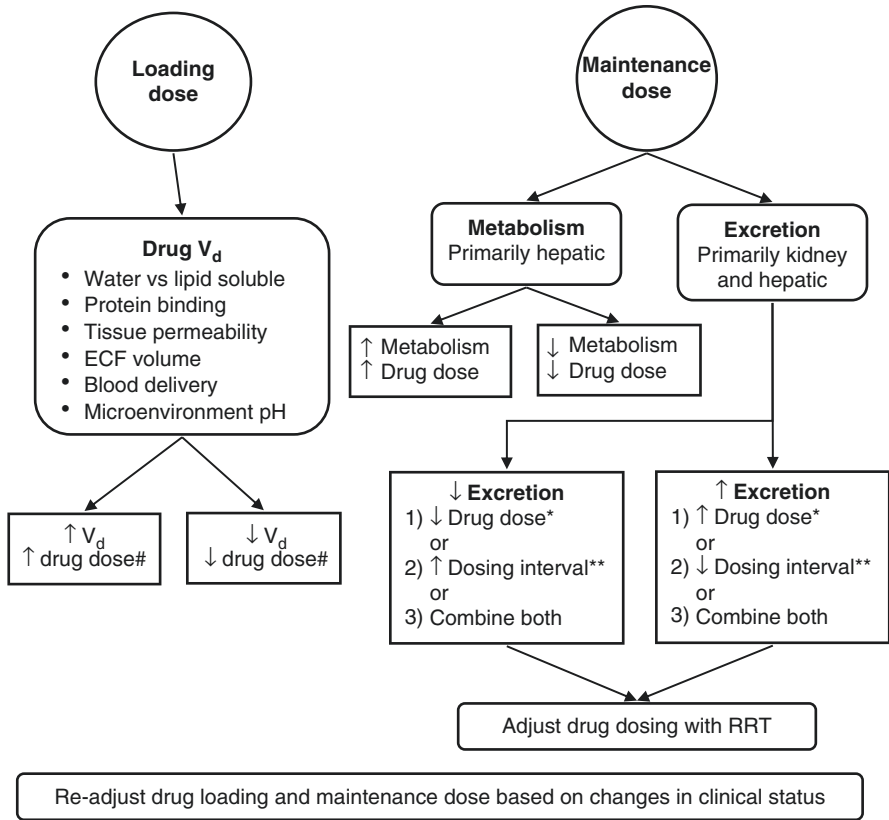 Loading
dose
Drug Vd
• Water vs lipid soluble
• Protein binding
• Tissue permeability
• ECF volume
• Blood delivery
• Microenvironment pH
↑ Vd
↑ drug dose#
↓ Vd
↓ drug dose#
Maintenance
dose
Metabolism
Primarily hepatic
Excretion
Primarily kidney
and hepatic
↑ Metabolism
↑ Drug dose
↓ Metabolism
↓ Drug dose
↓ Excretion
1) ↓ Drug dose*
or
2) ↑ Dosing interval**
or
3) Combine both
↑ Excretion
1) ↑ Drug dose*
or
2) ↓ Dosing interval**
or
3) Combine both
Adjust drug dosing with RRT
Re-adjust drug loading and maintenance dose based on changes in clinical status